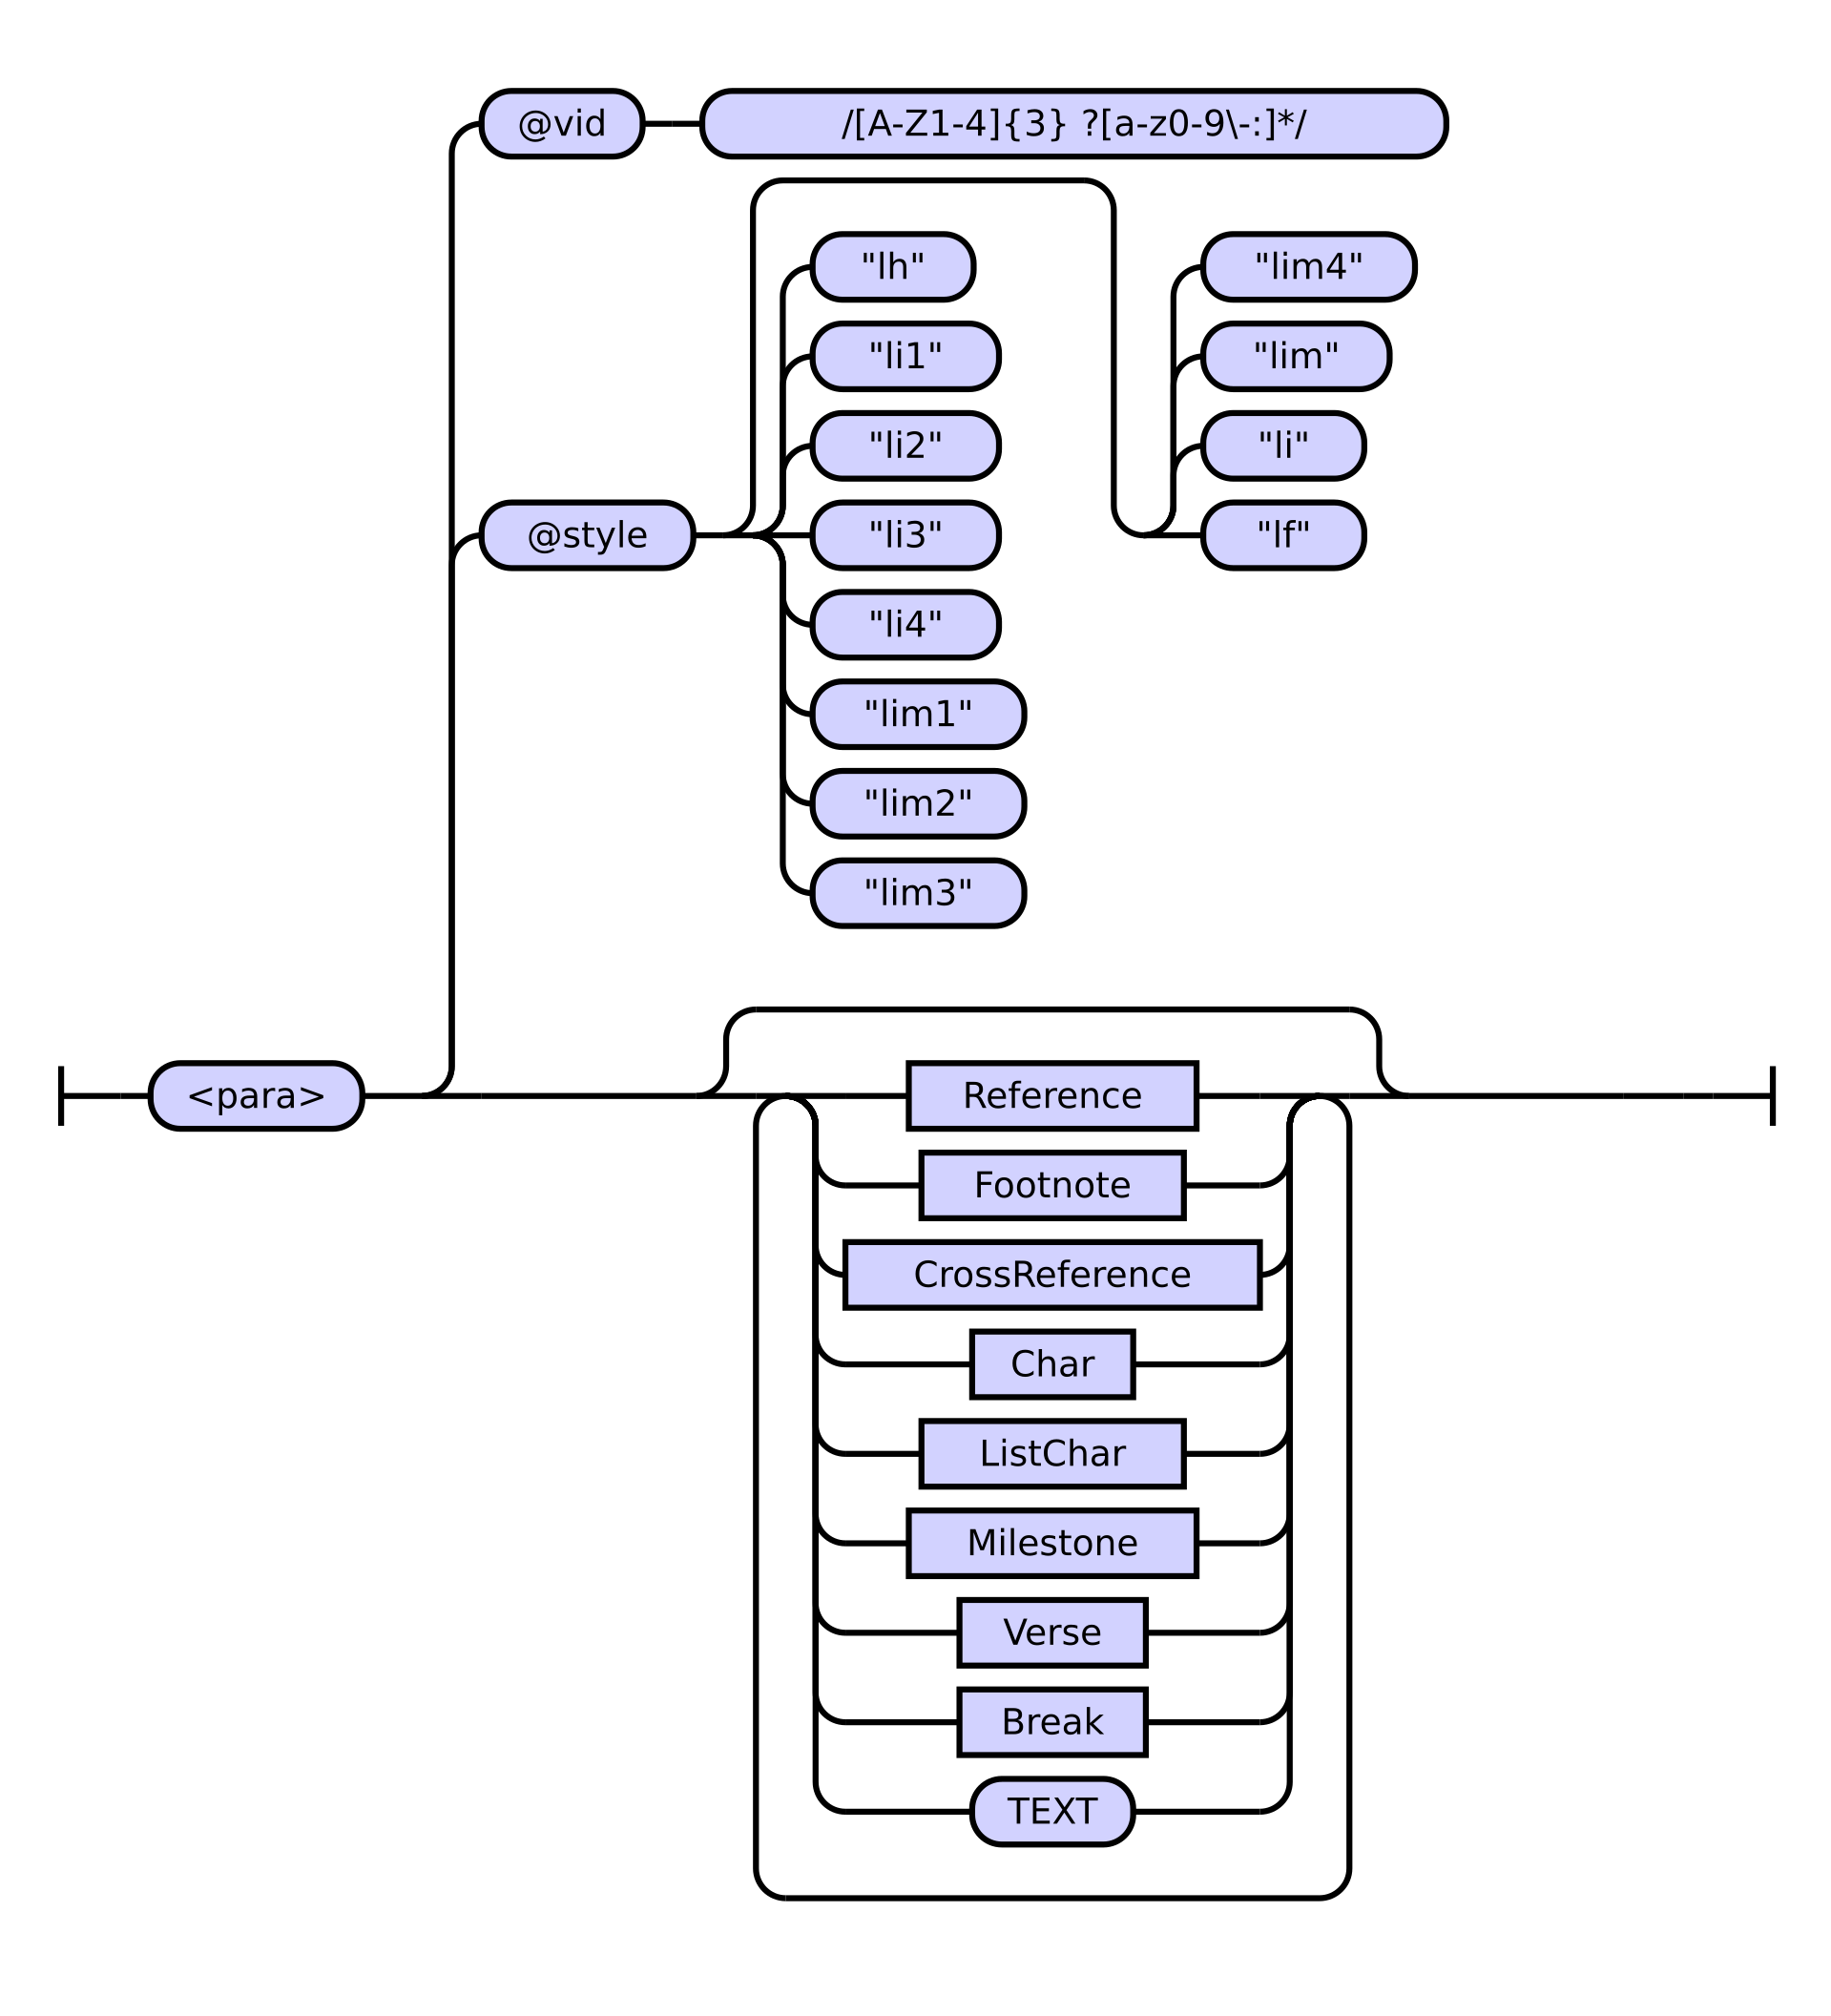 @vid
/[A-Z1-4]{3} ?[a-z0-9\-:]*/
@style
"lh"
"li1"
"li2"
"li3"
"li4"
"lim1"
"lim2"
"lim3"
"lim4"
"lim"
"li"
"lf"
<para>
Reference
Footnote
CrossReference
Char
ListChar
Milestone
Verse
Break
TEXT